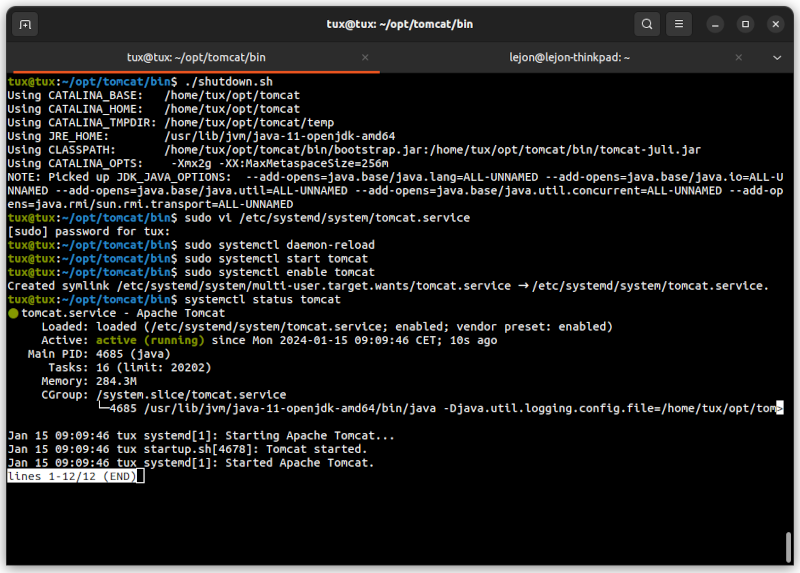 tux@tux: ~/opt/tomcat/bin
tux@tux: ~/opt/tomcat/bin
lejon@lejon-thinkpad: ~
tux@tux:~/opt/tomcat/bin$ ./shutdown.sh
Using CATALINA_BASE:   /home/tux/opt/tomcat
Using CATALINA_HOME:   /home/tux/opt/tomcat
Using CATALINA_TMPDIR: /home/tux/opt/tomcat/temp
Using JRE_HOME:        /usr/lib/jvm/java-11-openjdk-amd64
Using CLASSPATH:       /home/tux/opt/tomcat/bin/bootstrap.jar:/home/tux/opt/tomcat/bin/tomcat-juli.jar
Using CATALINA_OPTS:    -Xmx2g -XX:MaxMetaspaceSize=256m
NOTE: Picked up JDK_JAVA_OPTIONS:  --add-opens=java.base/java.lang=ALL-UNNAMED --add-opens=java.base/java.io=ALL-U
NNAMED --add-opens=java.base/java.util=ALL-UNNAMED --add-opens=java.base/java.util.concurrent=ALL-UNNAMED --add-op
ens=java.rmi/sun.rmi.transport=ALL-UNNAMED
tux@tux:~/opt/tomcat/bin$ sudo vi /etc/systemd/system/tomcat.service
[sudo] password for tux:
tux@tux:~/opt/tomcat/bin$ sudo systemctl daemon-reload
tux@tux:~/opt/tomcat/bin$ sudo systemctl start tomcat
tux@tux:~/opt/tomcat/bin$ sudo systemctl enable tomcat
Created symlink /etc/systemd/system/multi-user.target.wants/tomcat.service → /etc/systemd/system/tomcat.service.
tux@tux:~/opt/tomcat/bin$ systemctl status tomcat
● tomcat.service - Apache Tomcat
     Loaded: loaded (/etc/systemd/system/tomcat.service; enabled; vendor preset: enabled)
     Active: active (running) since Mon 2024-01-15 09:09:46 CET; 10s ago
   Main PID: 4685 (java)
      Tasks: 16 (limit: 20202)
     Memory: 284.3M
     CGroup: /system.slice/tomcat.service
             └─4685 /usr/lib/jvm/java-11-openjdk-amd64/bin/java -Djava.util.logging.config.file=/home/tux/opt/tom>
Jan 15 09:09:46 tux systemd[1]: Starting Apache Tomcat...
Jan 15 09:09:46 tux startup.sh[4678]: Tomcat started.
Jan 15 09:09:46 tux systemd[1]: Started Apache Tomcat.
lines 1-12/12 (END)